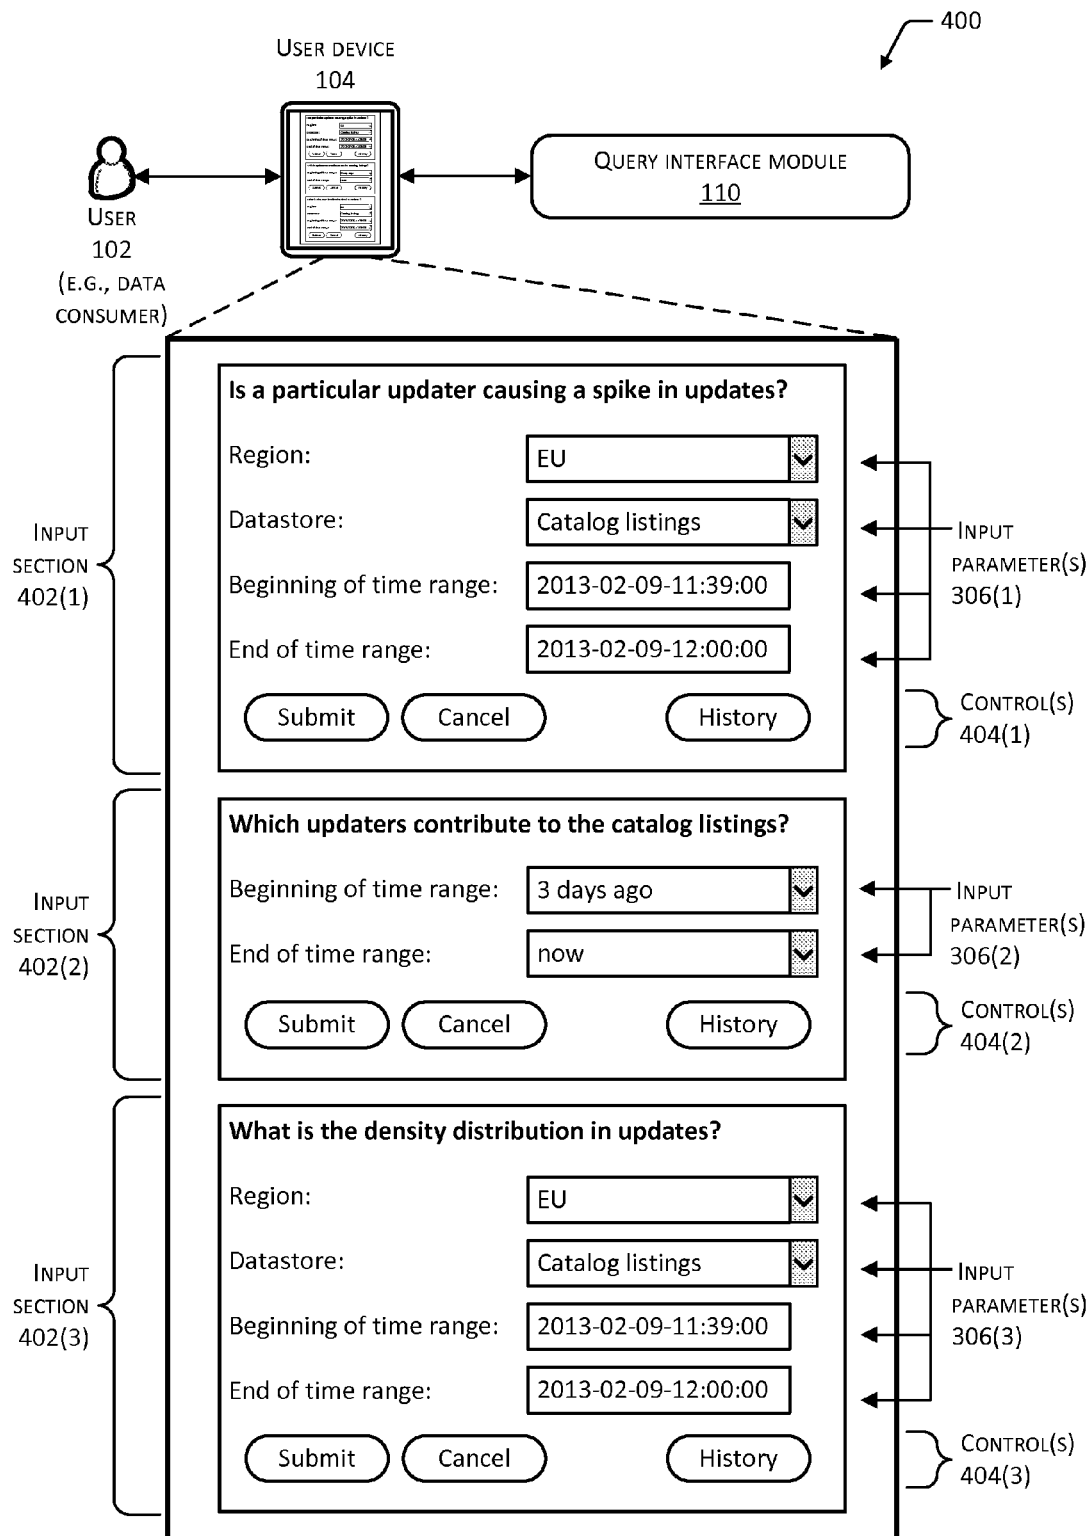 400
USER DEVICE
104
QUERY INTERFACE MODULE
110
USER
102
(E.G., DATA
CONSUMER)
Is a particular updater causing a spike in updates?
Region: EU
Datastore: Catalog listings
Beginning of time range: 2013-02-09-11:39:00
End of time range: 2013-02-09-12:00:00
Submit Cancel History
INPUT
SECTION
402(1)
INPUT
PARAMETER(S)
306(1)
CONTROL(S)
404(1)
Which updaters contribute to the catalog listings?
Beginning of time range: 3 days ago
End of time range: now
Submit Cancel History
INPUT
SECTION
402(2)
INPUT
PARAMETER(S)
306(2)
CONTROL(S)
404(2)
What is the density distribution in updates?
Region: EU
Datastore: Catalog listings
Beginning of time range: 2013-02-09-11:39:00
End of time range: 2013-02-09-12:00:00
Submit Cancel History
INPUT
SECTION
402(3)
INPUT
PARAMETER(S)
306(3)
CONTROL(S)
404(3)